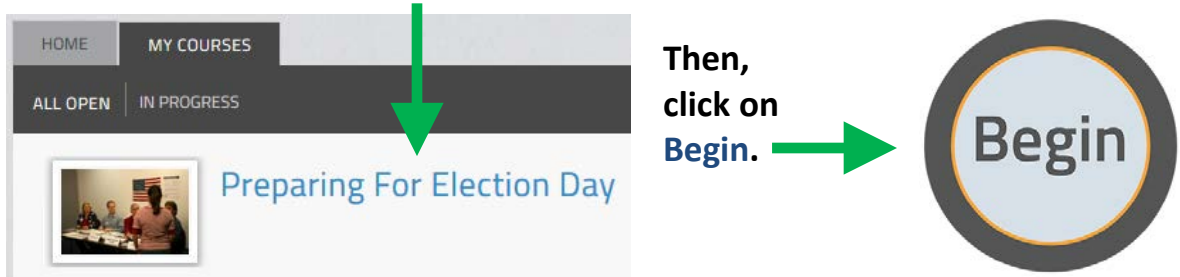 HOME MY COURSES
ALL OPEN IN PROGRESS
Preparing For Election Day
Then,
click on
Begin.
Begin